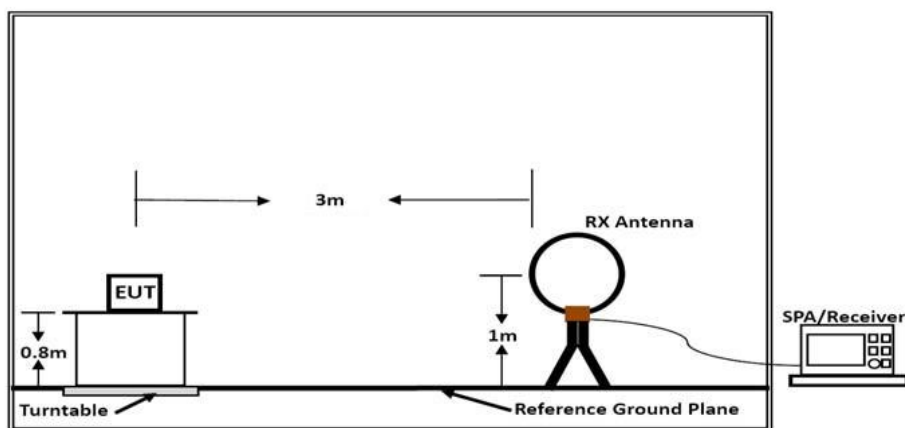 3m
RX Antenna
EUT
SPA/Receiver
0.8m
1m
Turntable
Reference Ground Plane